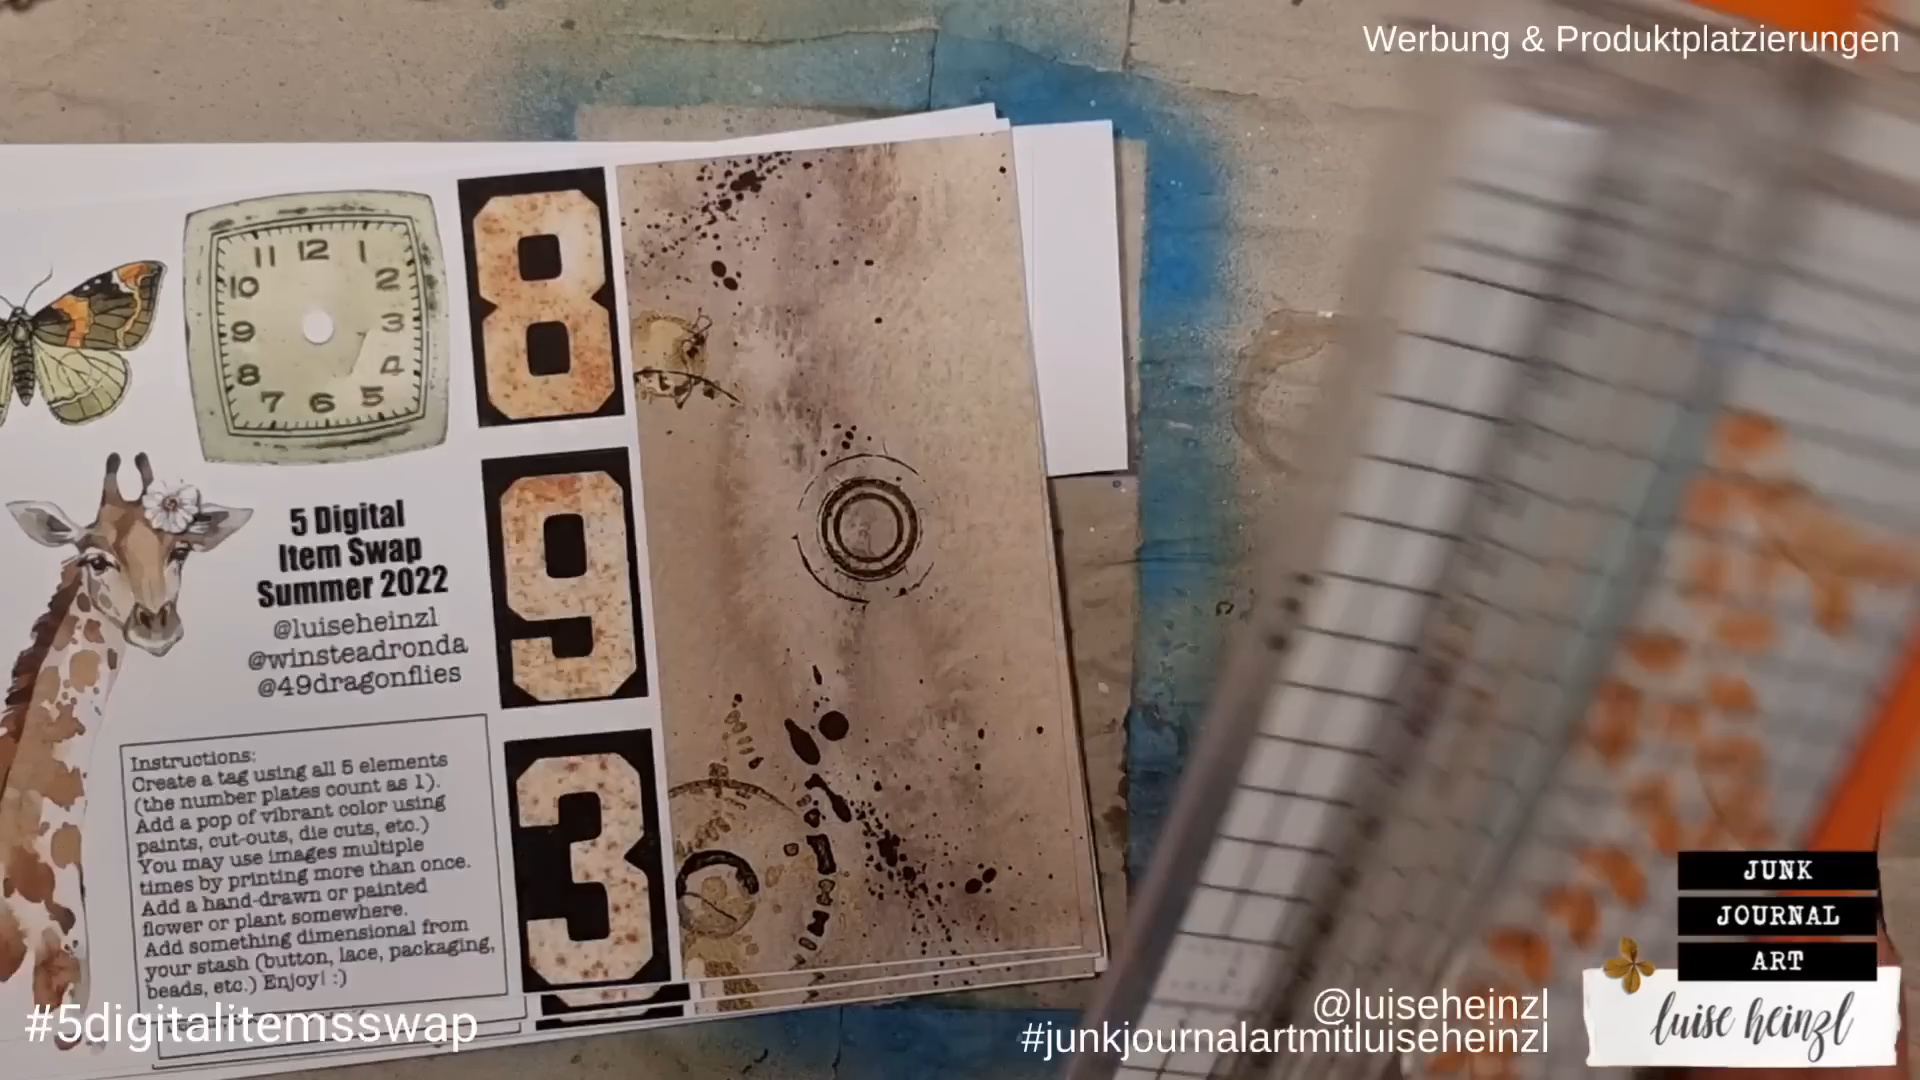 Werbung & Produktplatzierungen
11 12 1
10 2
9 3
8 4
7 6 5
8
9
3
5 Digital
Item Swap
Summer 2022
@luiseheinzl
@winsteadronda
@49dragonflies
Instructions:
Create a tag using all 5 elements
(the number plates count as 1).
Add a pop of vibrant color using
paints, cut-outs, die cuts, etc.)
You may use images multiple
times by printing more than once.
Add a hand-drawn or painted
flower or plant somewhere.
Add something dimensional from
your stash (button, lace, packaging,
beads, etc.) Enjoy! :)
#5digitalitemsswap
@luiseheinzl
#junkjournalartmitluiseheinzl
JUNK
JOURNAL
ART
luise heinzl